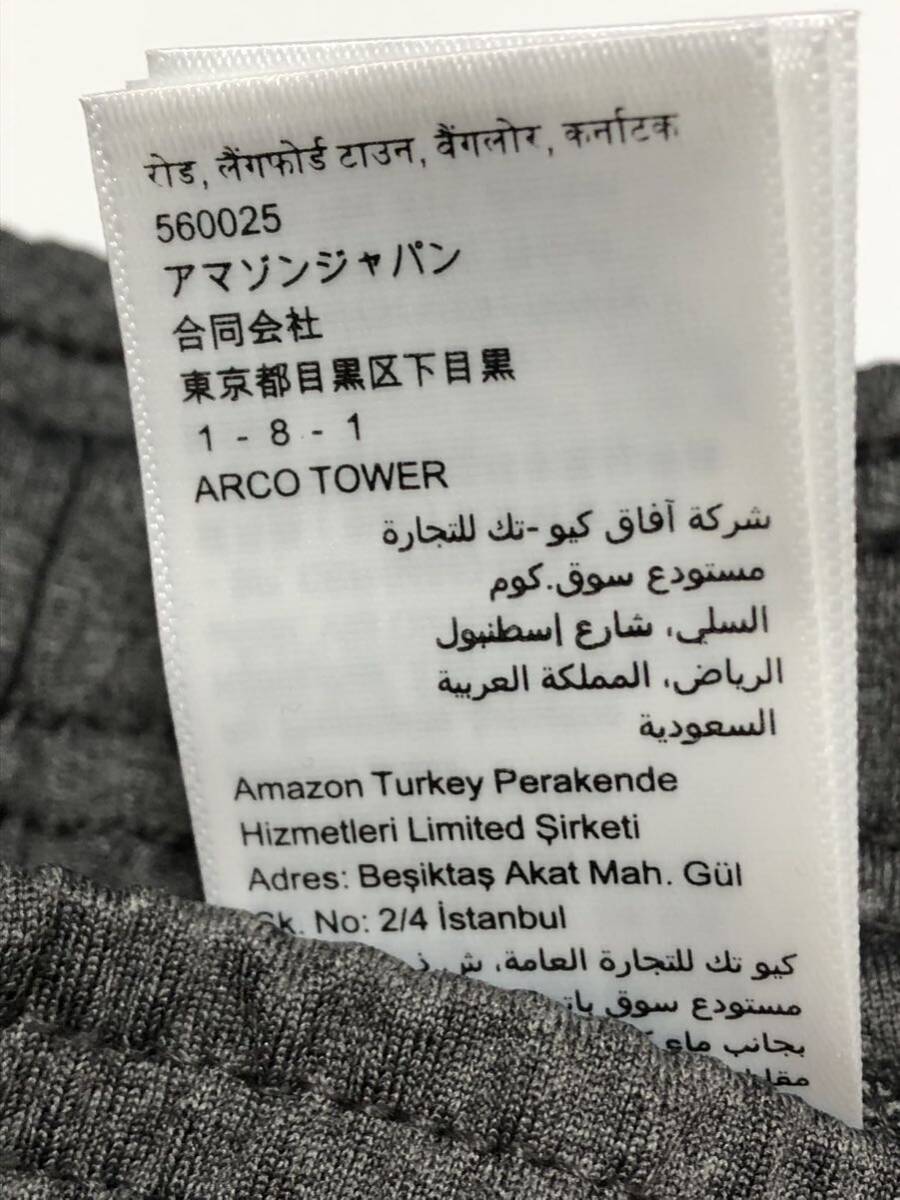 रोड, लैंगफोर्ड टाउन, बैंगलोर, कर्नाटक
560025
アマゾンジャパン
合同会社
東京都目黒区下目黒
1 - 8 - 1
ARCO TOWER
شركة آفاق كيو -تك للتجارة
مستودع سوق.كوم
السلي، شارع إسطنبول
الرياض، المملكة العربية
السعودية
Amazon Turkey Perakende
Hizmetleri Limited Şirketi
Adres: Beşiktaş Akat Mah. Gül
Sk. No: 2/4 İstanbul
كيو تك للتجارة العامة، ش.ذ
مستودع سوق
بجانب ماء